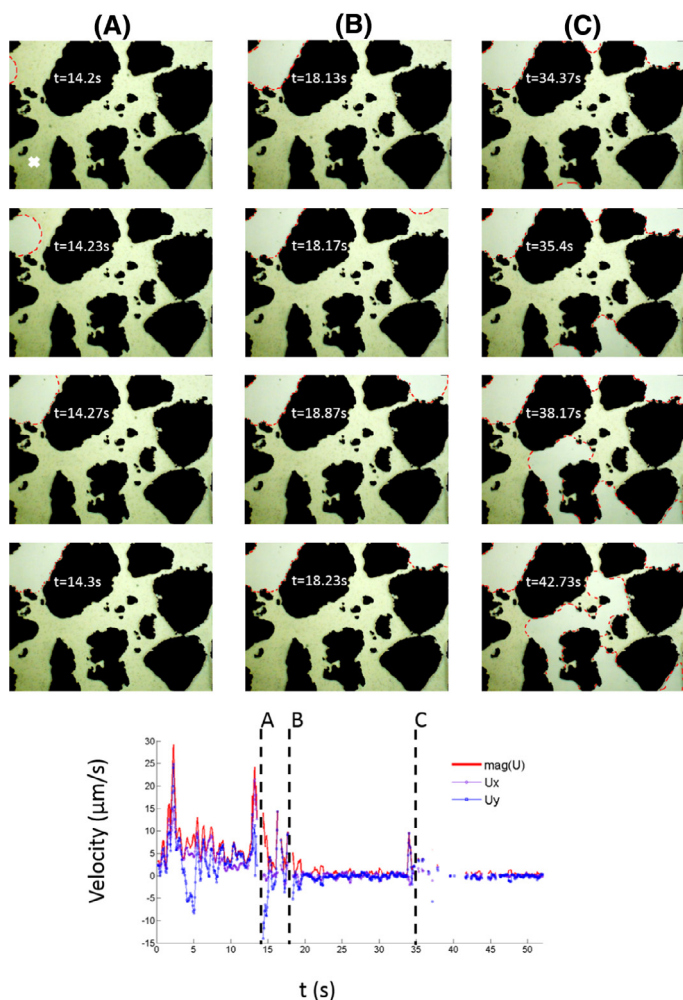 (A) (B) (C)
t=14.2s t=18.13s t=34.37s
t=14.23s t=18.17s t=35.4s
t=14.27s t=18.87s t=38.17s
t=14.3s t=18.23s t=42.73s
A B C
30
25
20
15
10
5
0
-5
-10
-15
mag(U)
Ux
Uy
Velocity (μm/s)
0 5 10 15 20 25 30 35 40 45 50
t (s)